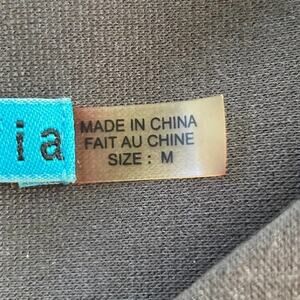 ia
MADE IN CHINA
FAIT AU CHINE
SIZE : M